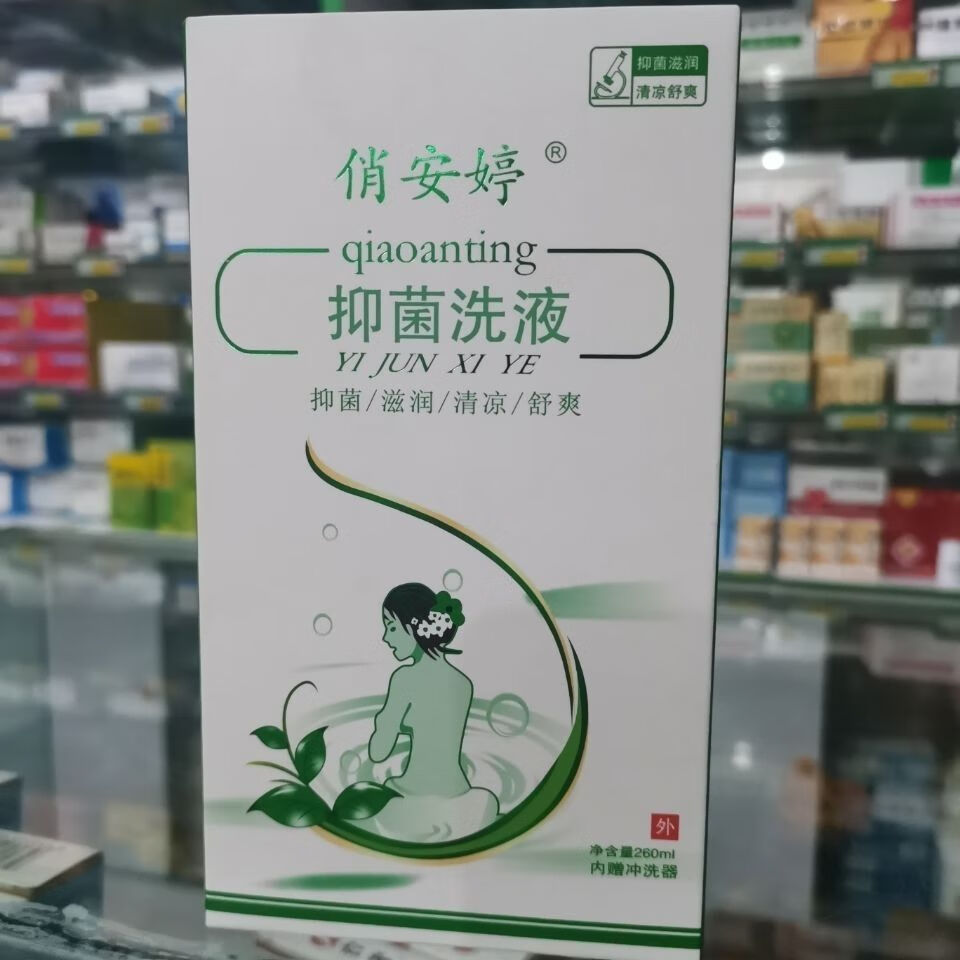 抑菌滋润
清凉舒爽
俏安婷®
qiaoanting
抑菌洗液
YI JUN XI YE
抑菌/滋润/清凉/舒爽
外
净含量260ml
内赠冲洗器